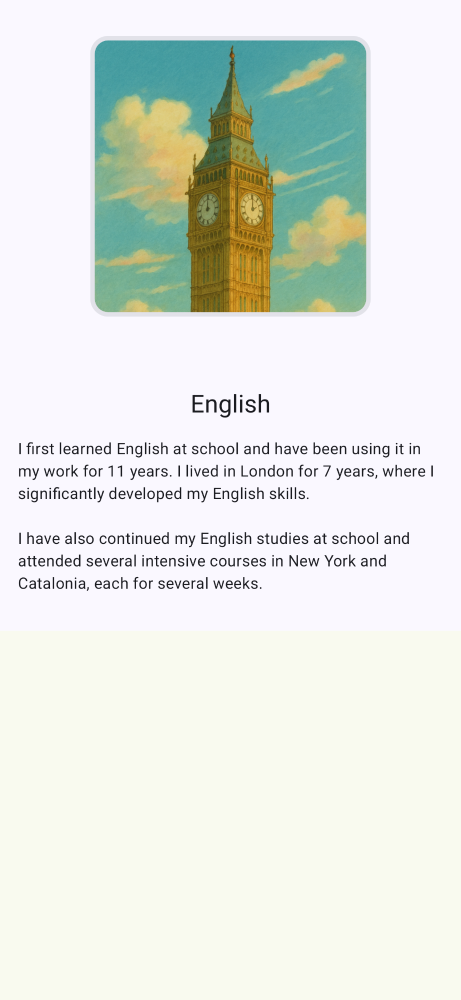 English
I first learned English at school and have been using it in
my work for 11 years. I lived in London for 7 years, where I
significantly developed my English skills.
I have also continued my English studies at school and
attended several intensive courses in New York and
Catalonia, each for several weeks.